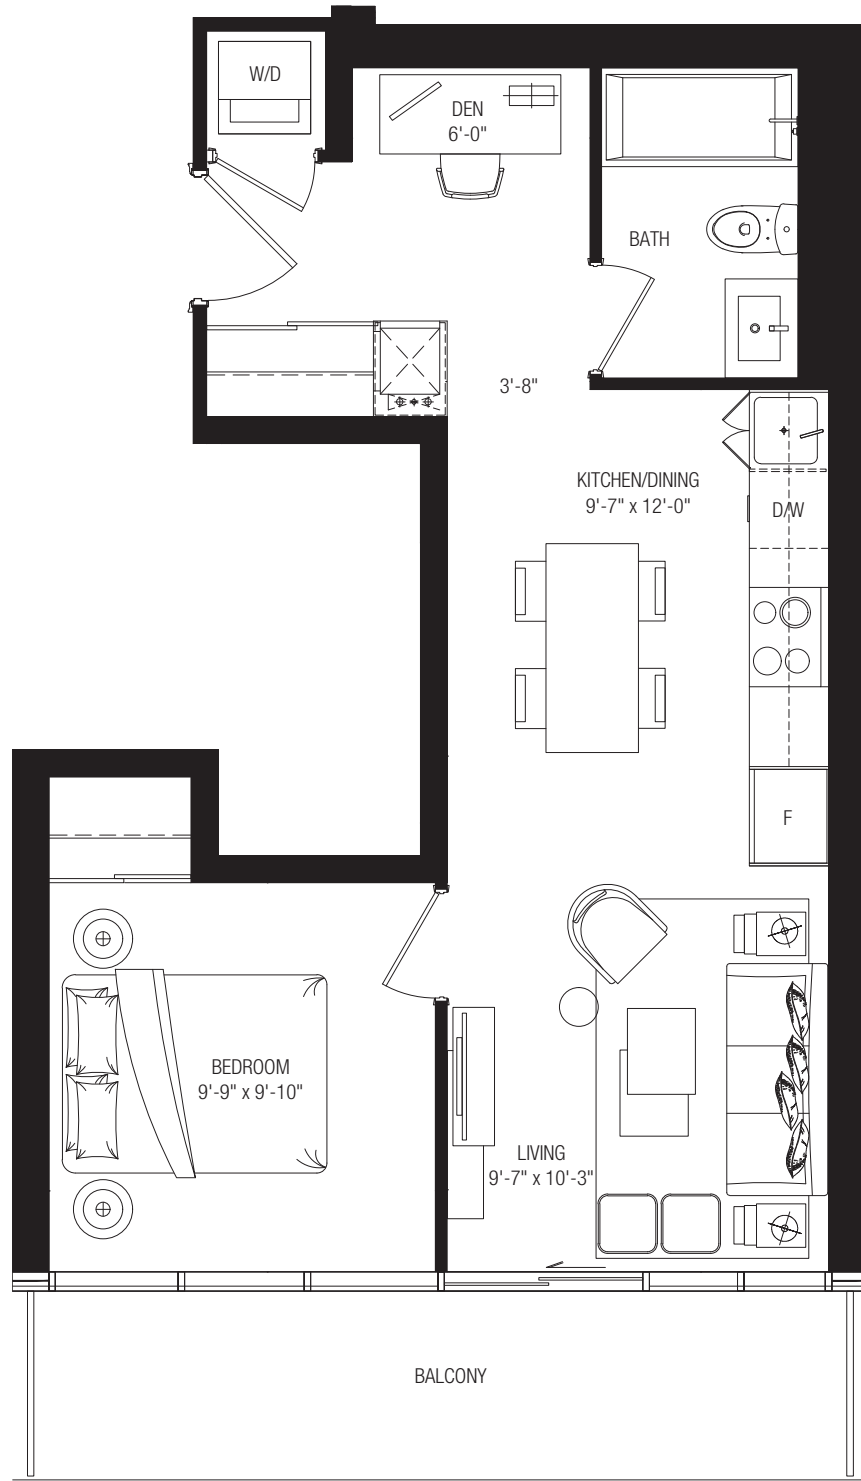 W/D
DEN
6'-0"
BATH
3'-8"
KITCHEN/DINING
9'-7" x 12'-0"
D/W
F
BEDROOM
9'-9" x 9'-10"
LIVING
9'-7" x 10'-3"
BALCONY